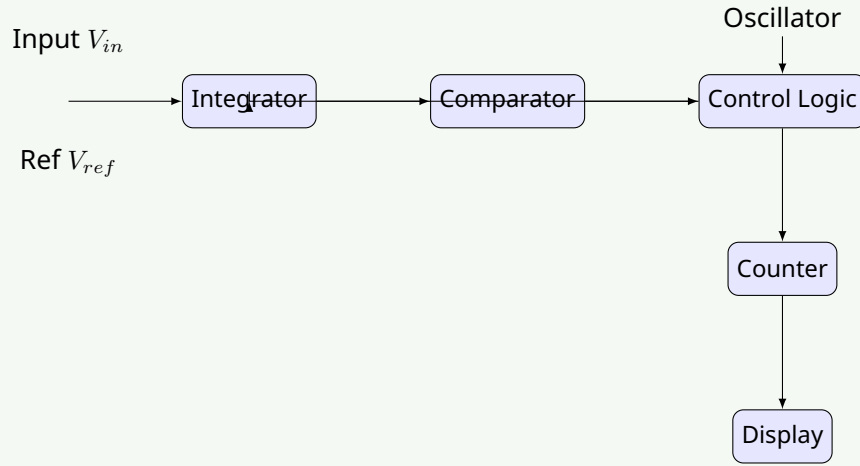 Oscillator
Input V_{in}
Integrator
Comparator
Control Logic
Ref V_{ref}
Counter
Display